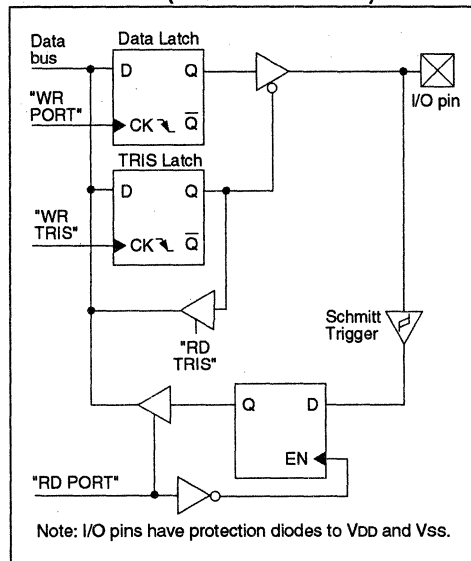 Data
bus
Data Latch
D
Q
I/O pin
"WR
PORT"
CK
Q̅
TRIS Latch
D
Q
"WR
TRIS"
CK
Q̅
"RD
TRIS"
Schmitt
Trigger
Q
D
EN
"RD PORT"
Note: I/O pins have protection diodes to VDD and VSS.